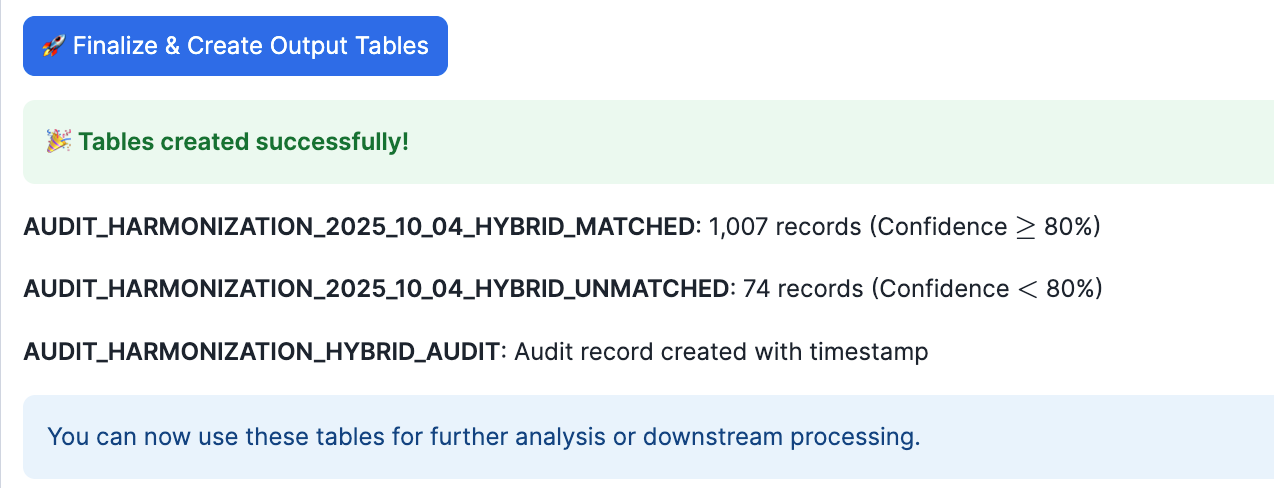 🚀 Finalize & Create Output Tables
🎉 Tables created successfully!
AUDIT_HARMONIZATION_2025_10_04_HYBRID_MATCHED: 1,007 records (Confidence ≥ 80%)
AUDIT_HARMONIZATION_2025_10_04_HYBRID_UNMATCHED: 74 records (Confidence < 80%)
AUDIT_HARMONIZATION_HYBRID_AUDIT: Audit record created with timestamp
You can now use these tables for further analysis or downstream processing.